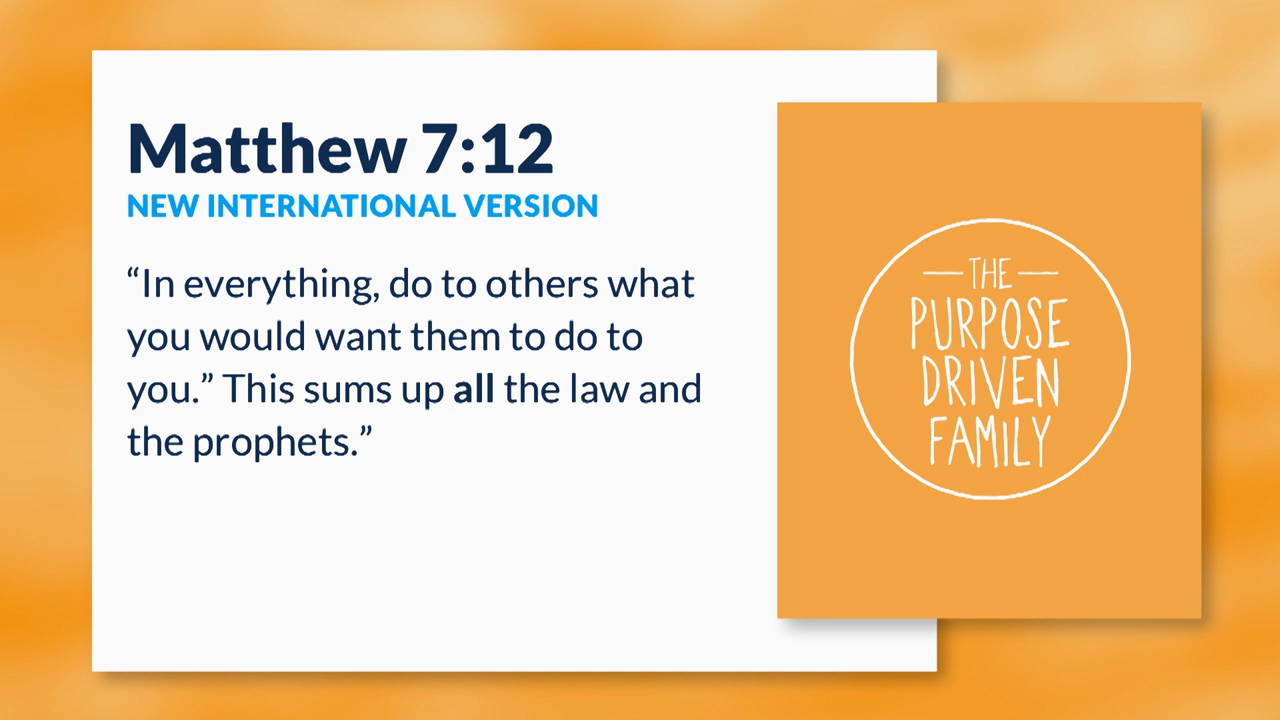 Matthew 7:12
NEW INTERNATIONAL VERSION
“In everything, do to others what
you would want them to do to
you.” This sums up all the law and
the prophets.”
THE
PURPOSE
DRIVEN
FAMILY